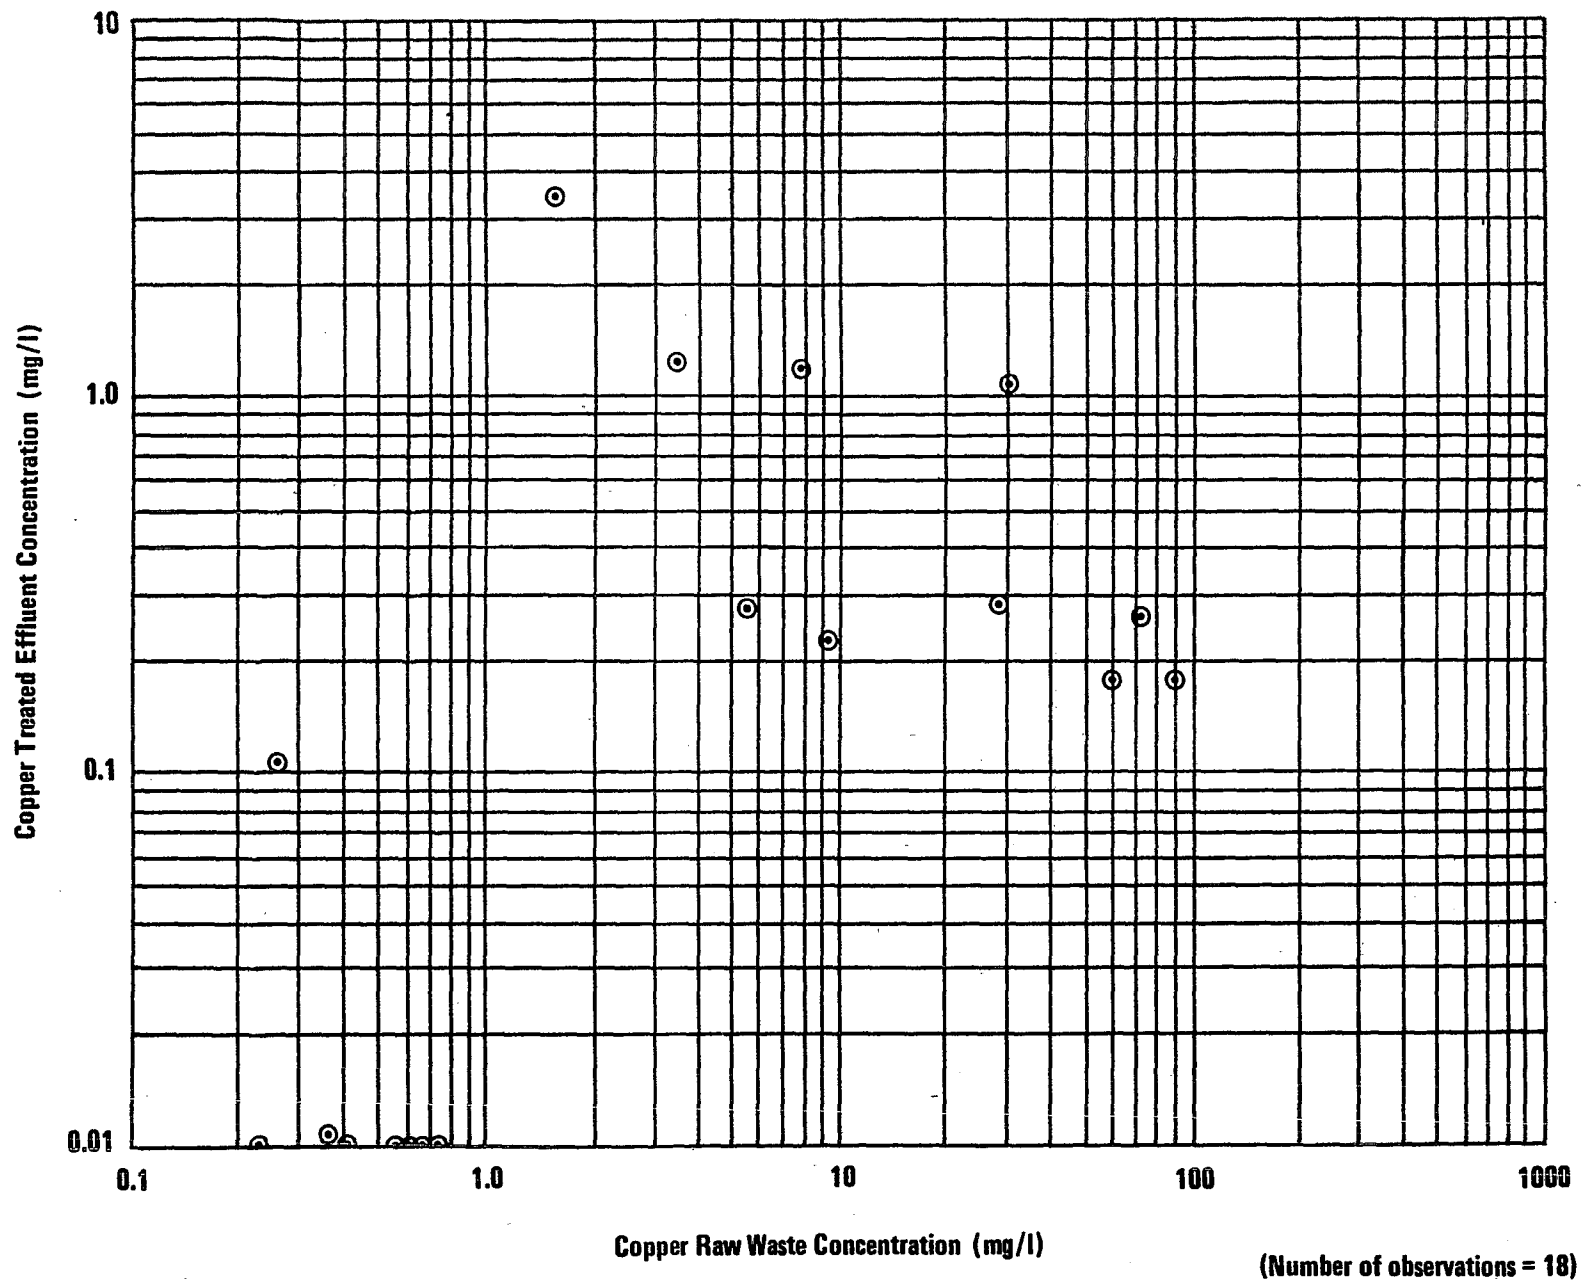 10
1.0
0.1
0.01
Copper Treated Effluent Concentration (mg/l)
0.1 1.0 10 100 1000
Copper Raw Waste Concentration (mg/l)
(Number of observations = 18)